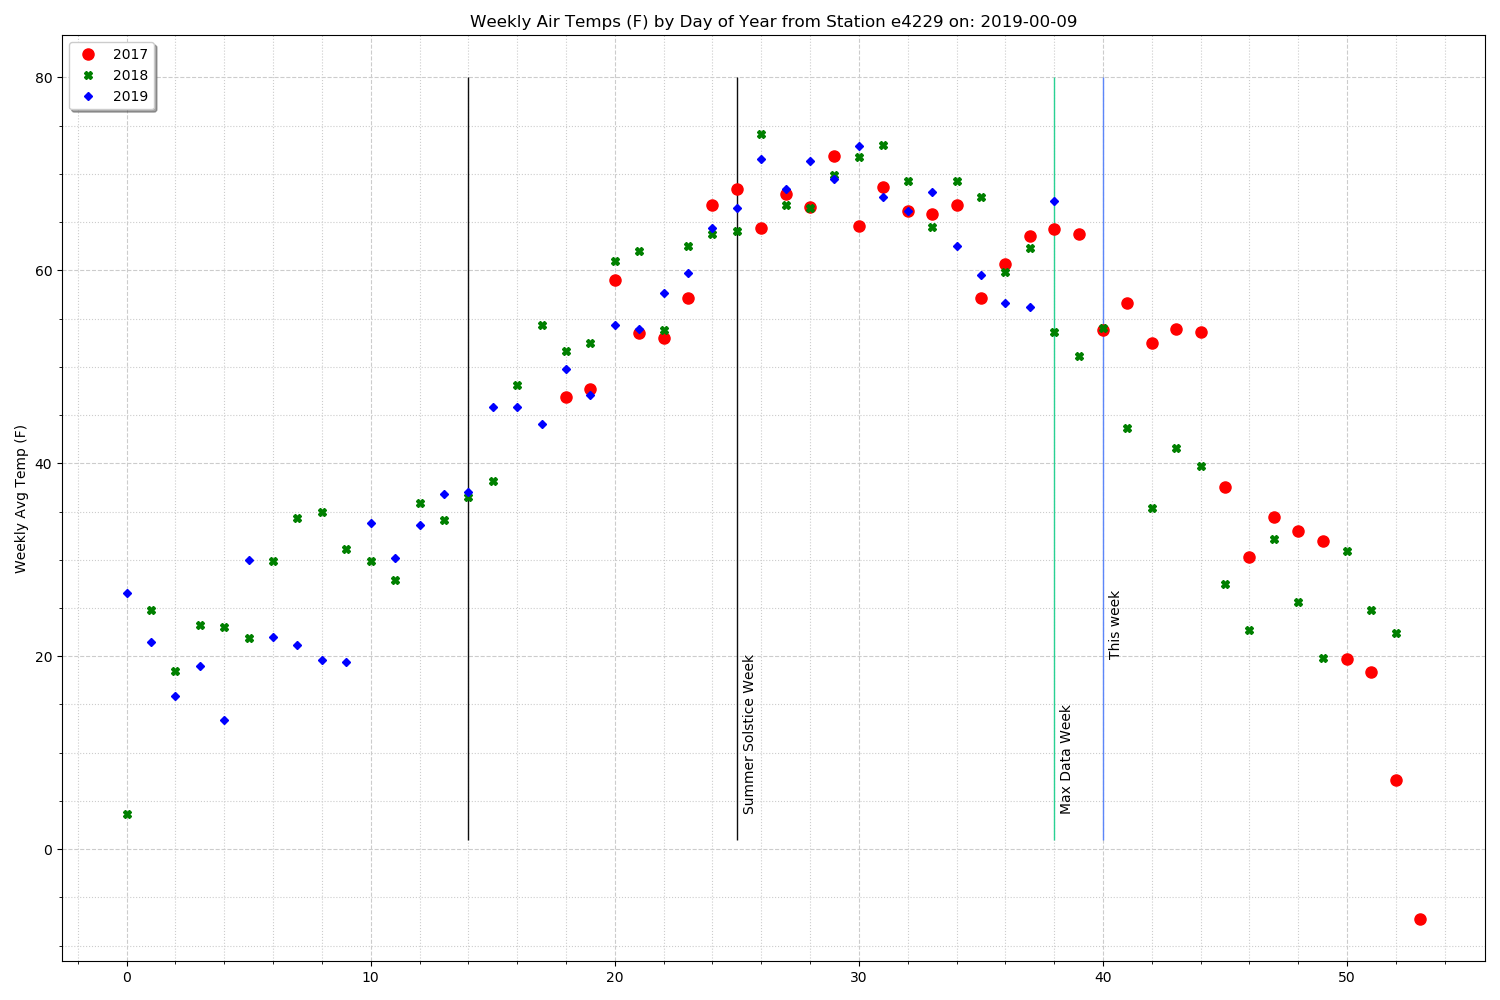 Weekly Air Temps (F) by Day of Year from Station e4229 on: 2019-00-09
2017
2018
2019
80
60
40
20
0
Weekly Avg Temp (F)
Summer Solstice Week
Max Data Week
This week
0
10
20
30
40
50